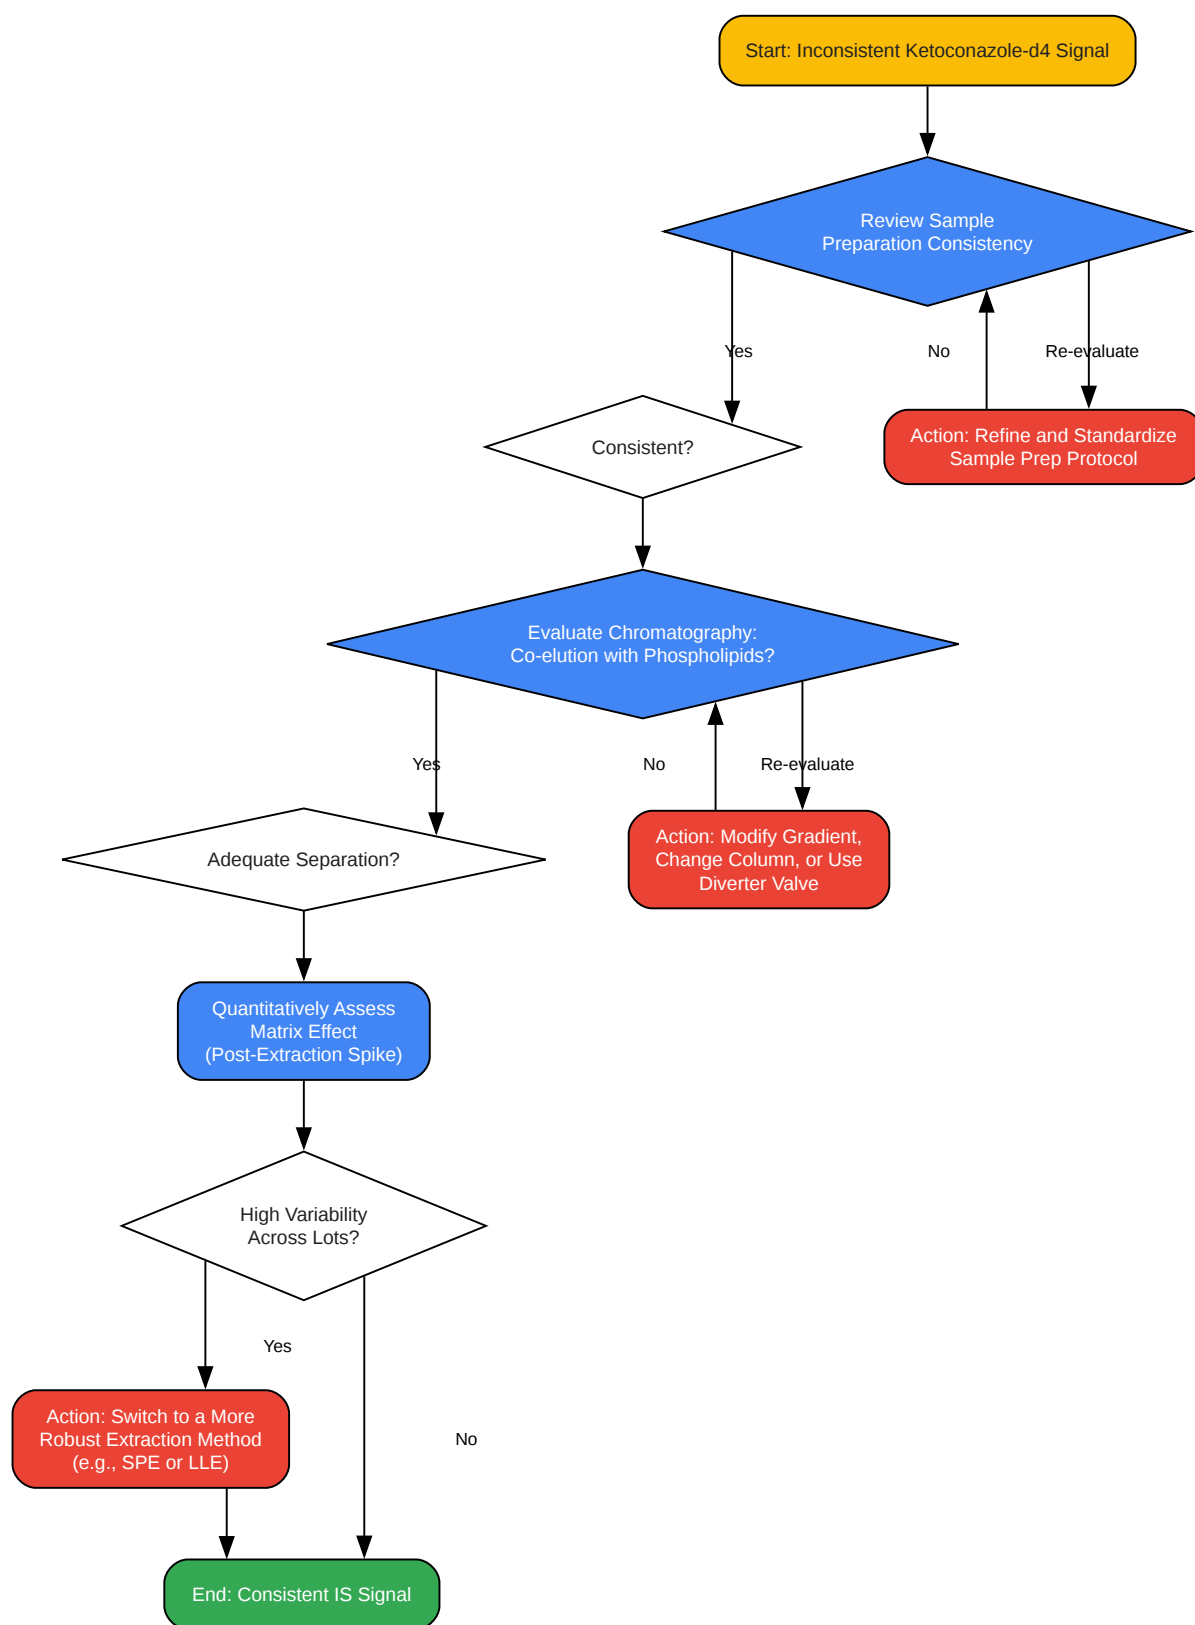 Start: Inconsistent Ketoconazole-d4 Signal
Review Sample
Preparation Consistency
Yes
No
Re-evaluate
Action: Refine and Standardize
Sample Prep Protocol
Consistent?
Evaluate Chromatography:
Co-elution with Phospholipids?
Yes
No
Re-evaluate
Action: Modify Gradient,
Change Column, or Use
Diverter Valve
Adequate Separation?
Quantitatively Assess
Matrix Effect
(Post-Extraction Spike)
High Variability
Across Lots?
Yes
Action: Switch to a More
Robust Extraction Method
(e.g., SPE or LLE)
No
End: Consistent IS Signal